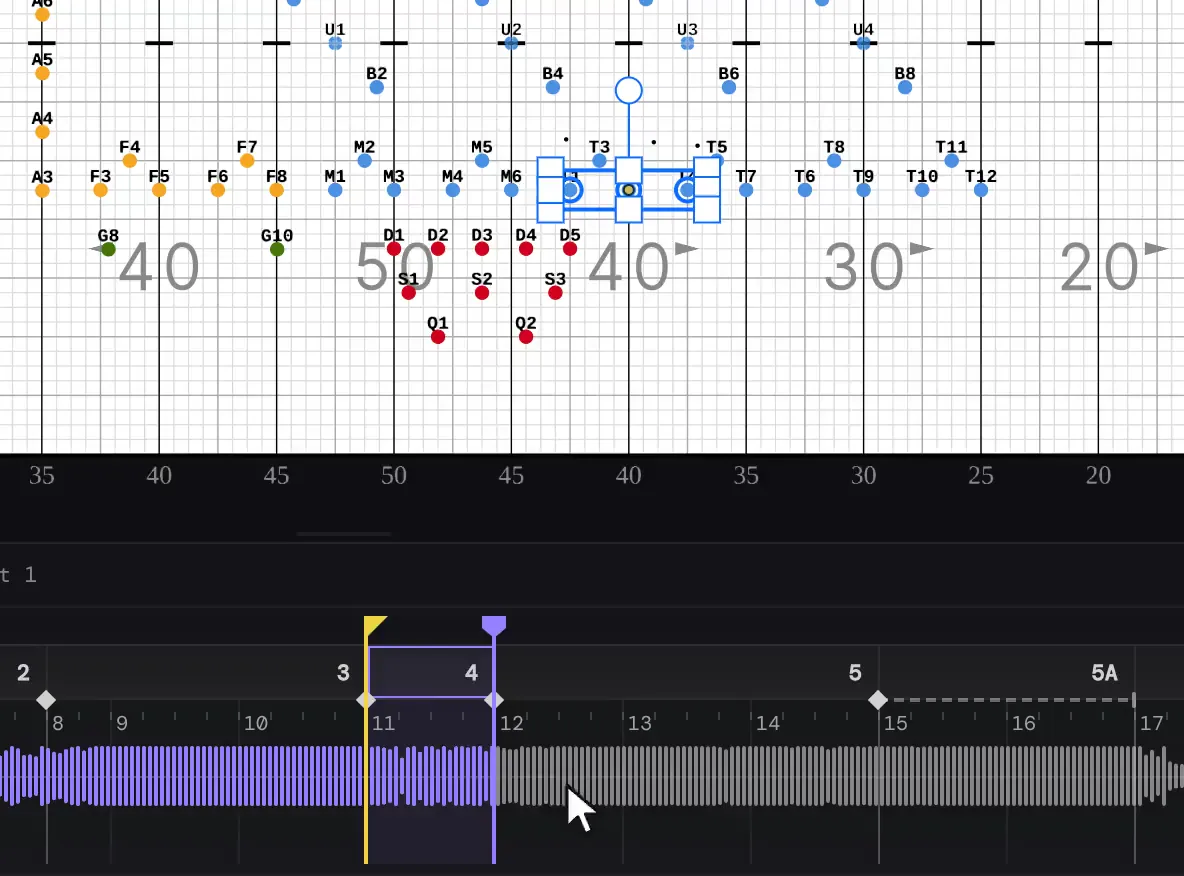 A6
U1 U2 U3 U4
A5
B2 B4 B6 B8
A4
F4 F7 M2 M5 T3 T5 T8 T11
A3 F3 F5 F6 F8 M1 M3 M4 M6 T7 T6 T9 T10 T12
G8 G10 D1 D2 D3 D4 D5
40 50 40 30 20
S1 S2 S3
Q1 Q2
35 40 45 50 45 40 35 30 25 20
t 1
2 3 4 5 5A
8 9 10 11 12 13 14 15 16 17